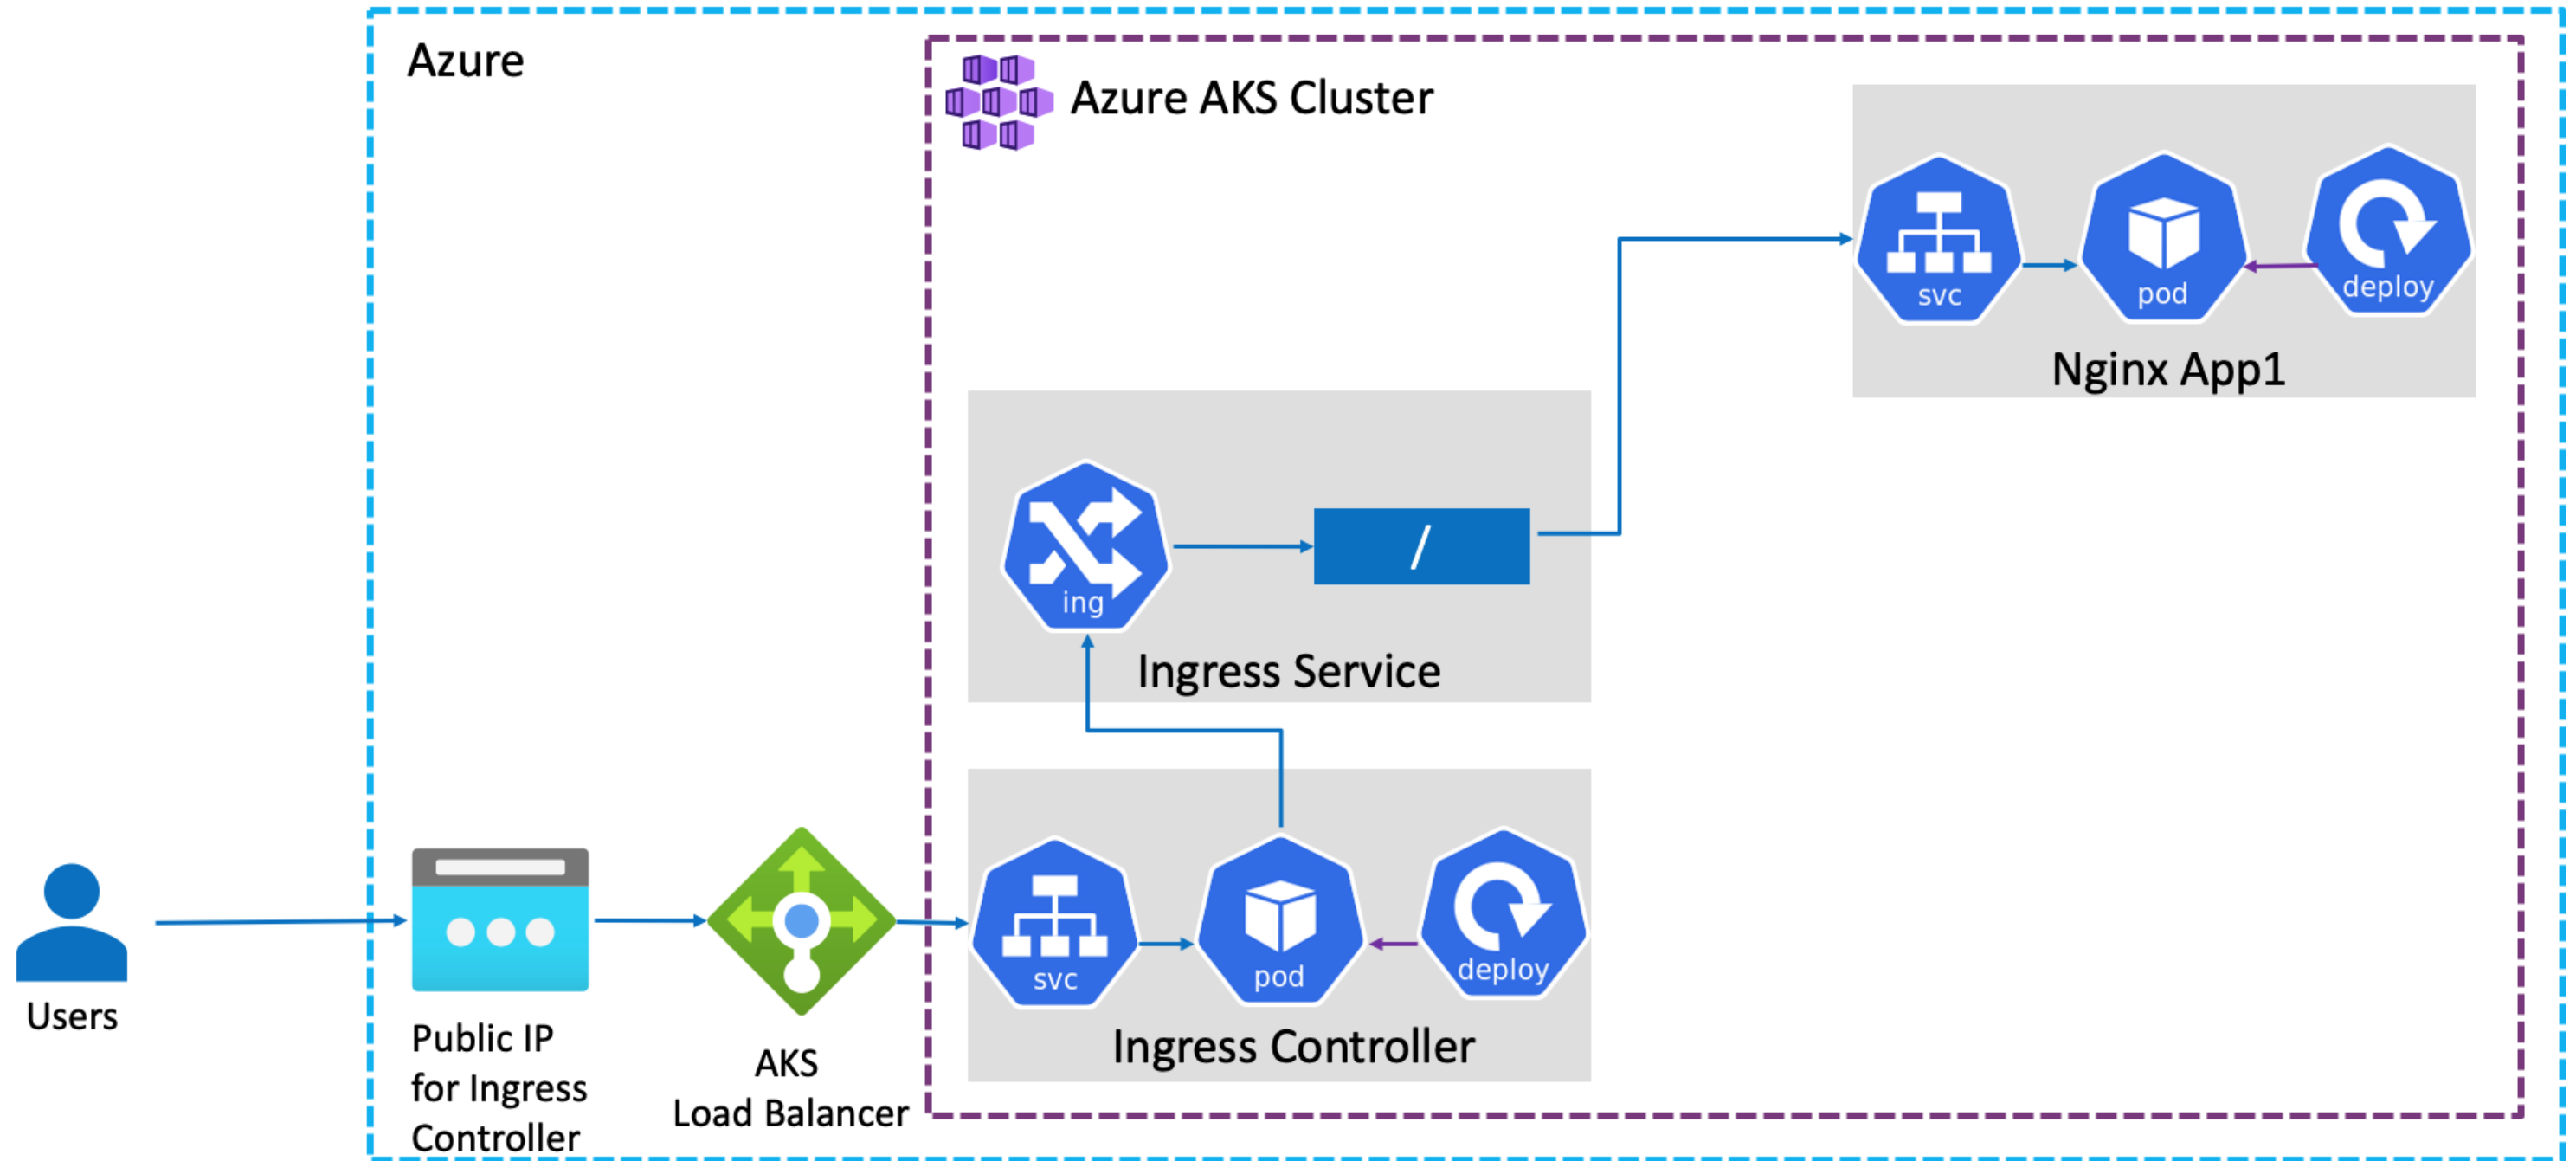 Azure
Azure AKS Cluster
svc
pod
deploy
Nginx App1
ing
/
Ingress Service
svc
pod
deploy
Ingress Controller
Users
Public IP
for Ingress
Controller
AKS
Load Balancer